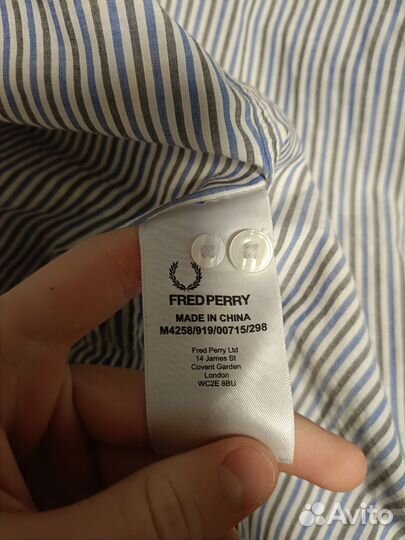 FRED PERRY
MADE IN CHINA
M4258/919/00715/298
Fred Perry Ltd
14 James St
Covent Garden
London
WC2E 8BU
Avito